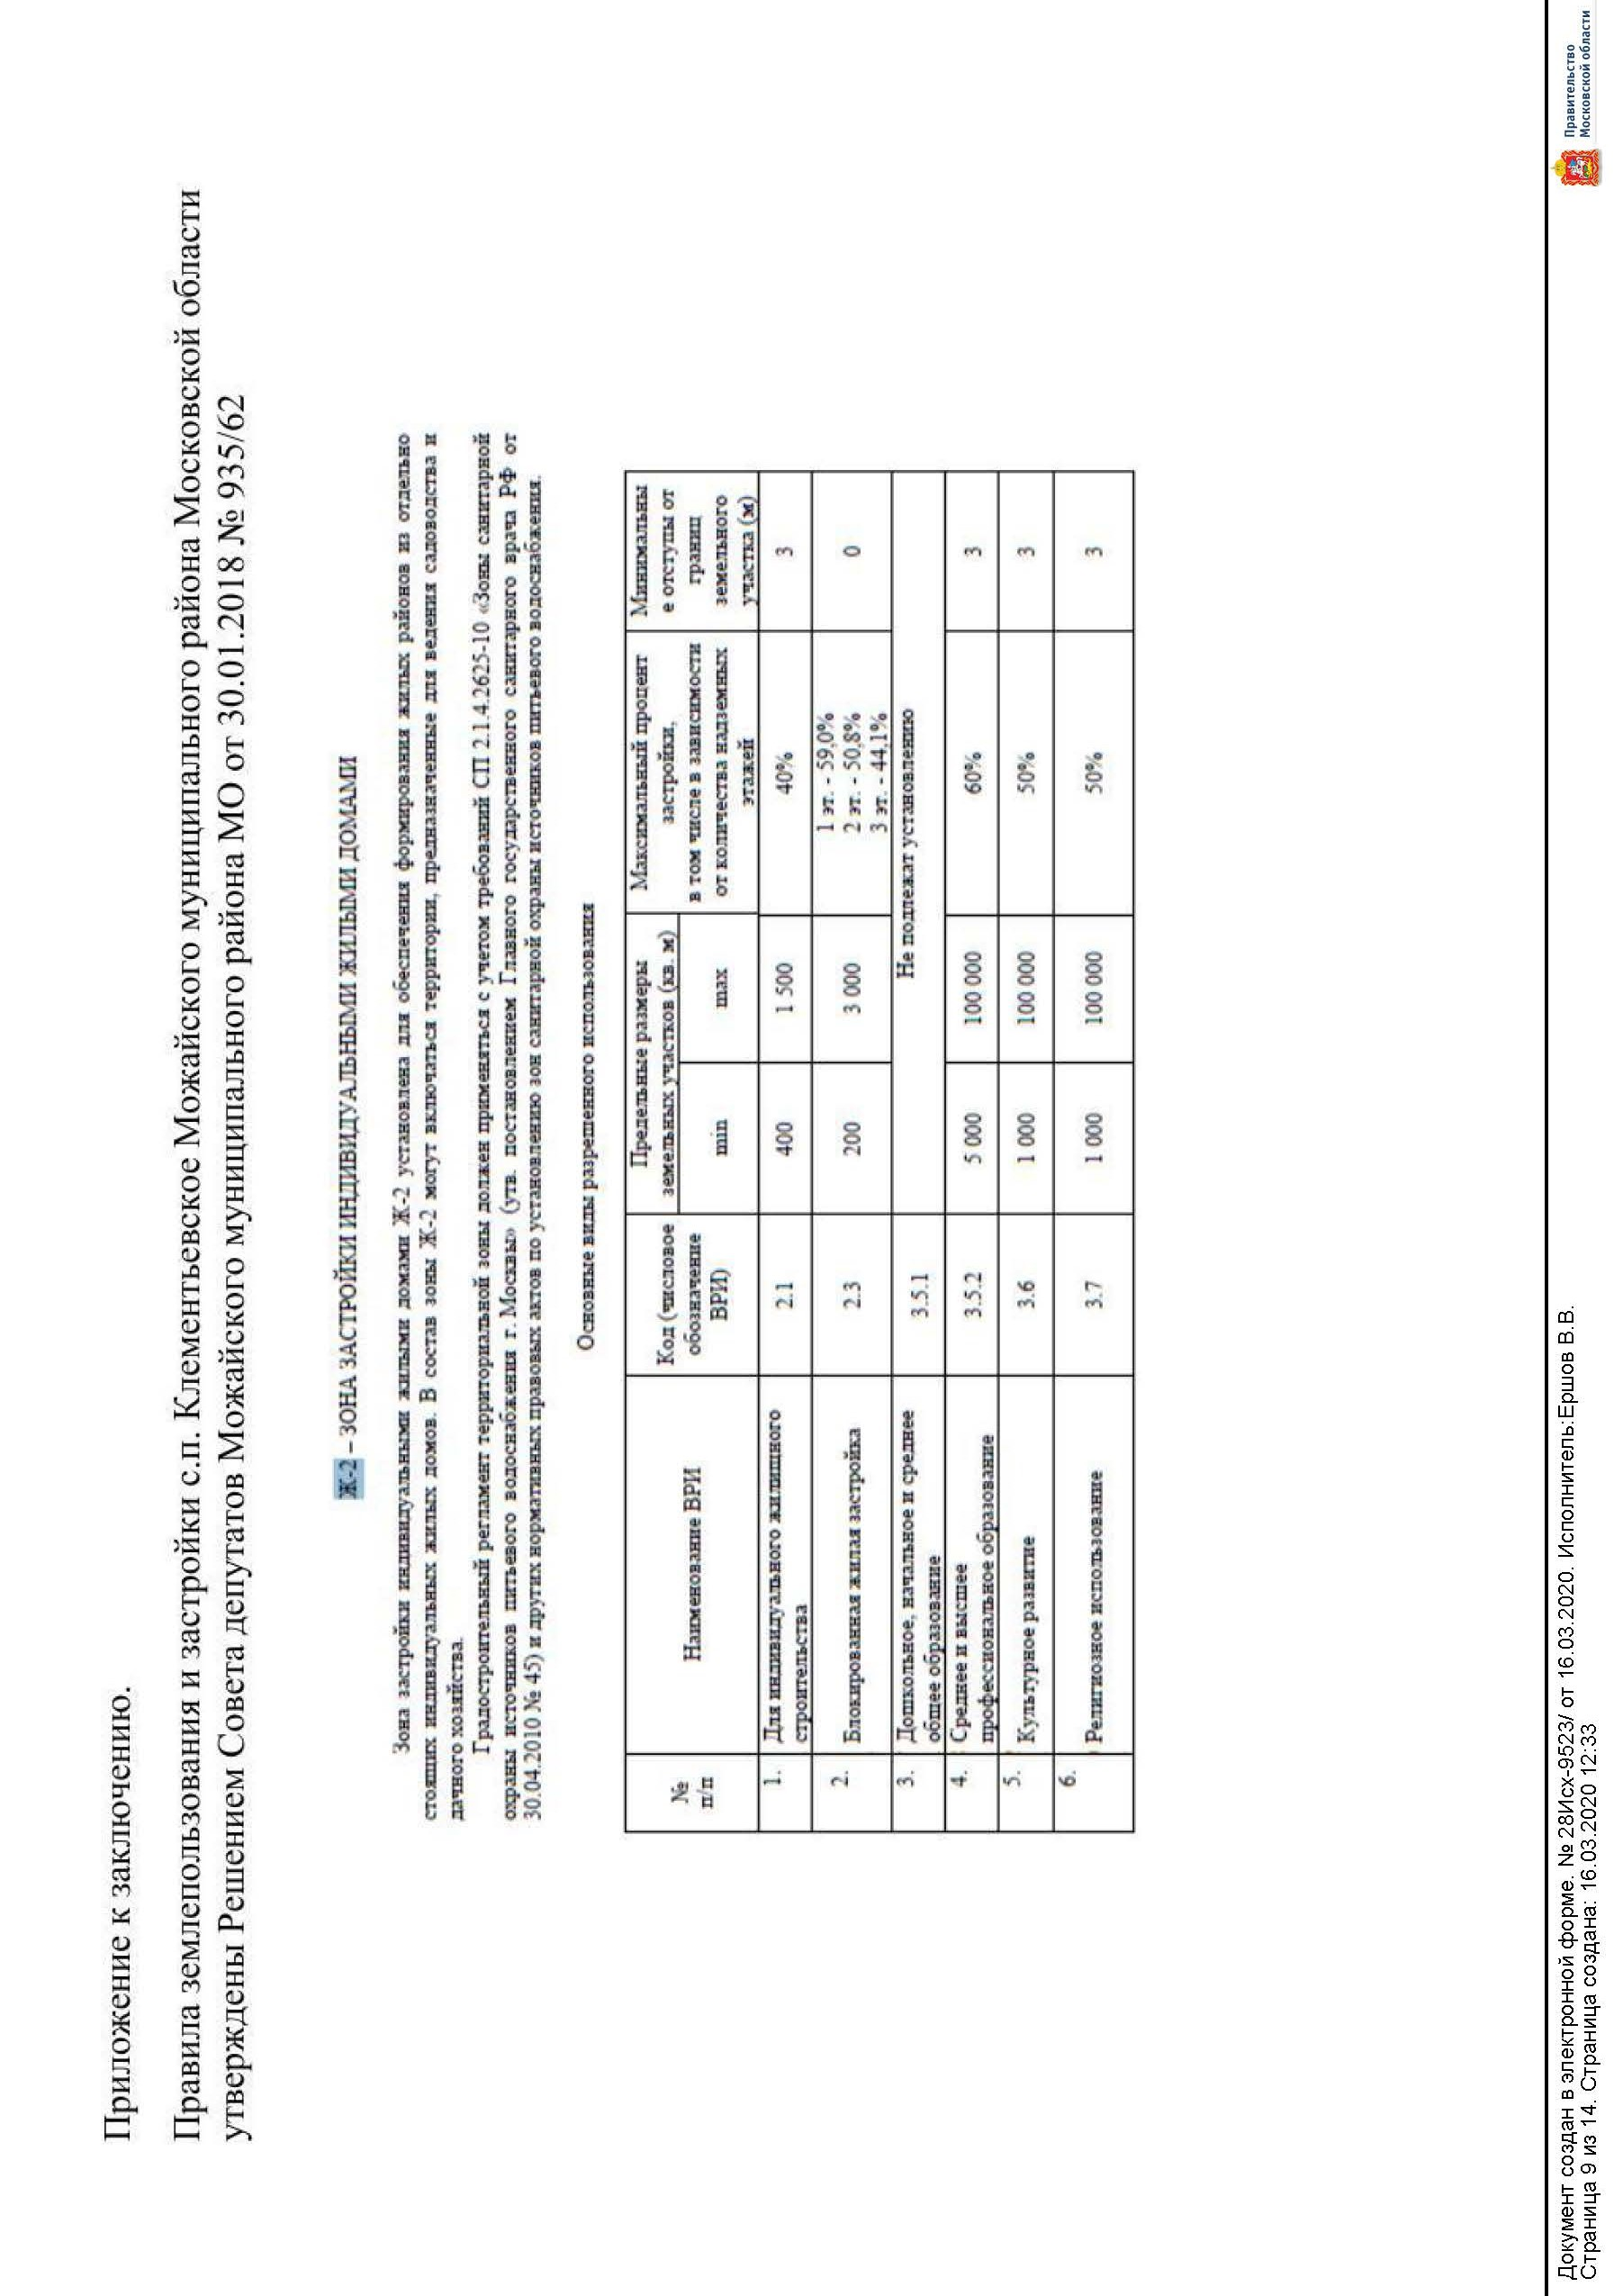 Приложение к заключению.
Правила землепользования и застройки с.п. Клементьевское Можайского муниципального района Московской области
утверждены Решением Совета депутатов Можайского муниципального района МО от 30.01.2018 № 935/62
Ж-2 – ЗОНА ЗАСТРОЙКИ ИНДИВИДУАЛЬНЫМИ ЖИЛЫМИ ДОМАМИ
Зона застройки индивидуальными жилыми домами Ж-2 установлена для обеспечения формирования жилых районов из отдельно
стоящих индивидуальных жилых домов. В состав зоны Ж-2 могут включаться территории, предназначенные для ведения садоводства и
дачного хозяйства.
Градостроительный регламент территориальной зоны должен применяться с учетом требований СП 2.1.4.2625-10 «Зоны санитарной
охраны источников питьевого водоснабжения г. Москвы» (утв. постановлением Главного государственного санитарного врача РФ от
30.04.2010 № 45) и других нормативных правовых актов по установлению зон санитарной охраны источников питьевого водоснабжения.
Основные виды разрешенного использования
№
п/п
Наименование ВРИ
Код (числовое
обозначение
ВРИ)
Предельные размеры
земельных участков (кв. м)
min
max
Максимальный процент
застройки,
в том числе в зависимости
от количества надземных
этажей
Минимальны
е отступы от
границ
земельного
участка (м)
1. Для индивидуального жилищного
строительства
2.1 400 1 500 40% 3
2. Блокированная жилая застройка 2.3 200 3 000
1 эт. - 59,0%
2 эт. - 50,8%
3 эт. - 44,1%
0
3. Дошкольное, начальное и среднее
общее образование
3.5.1 Не подлежат установлению
4. Среднее и высшее
профессиональное образование
3.5.2 5 000 100 000 60% 3
5. Культурное развитие 3.6 1 000 100 000 50% 3
6. Религиозное использование 3.7 1 000 100 000 50% 3
Документ создан в электронной форме. № 28Исх-9523/ от 16.03.2020. Исполнитель:Ершов В.В.
Страница 9 из 14. Страница создана: 16.03.2020 12:33
Правительство
Московской области